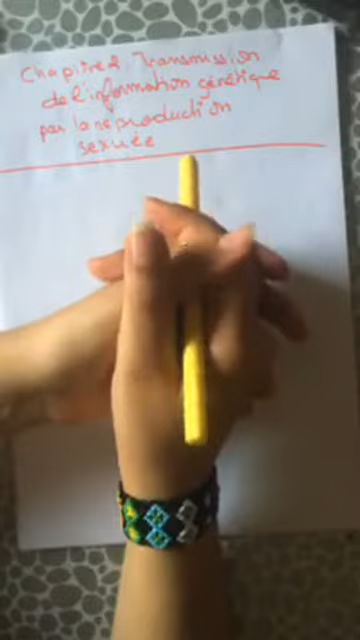 Chapitre 2: Transmission
de l'information génétique
par la reproduction
sexuée